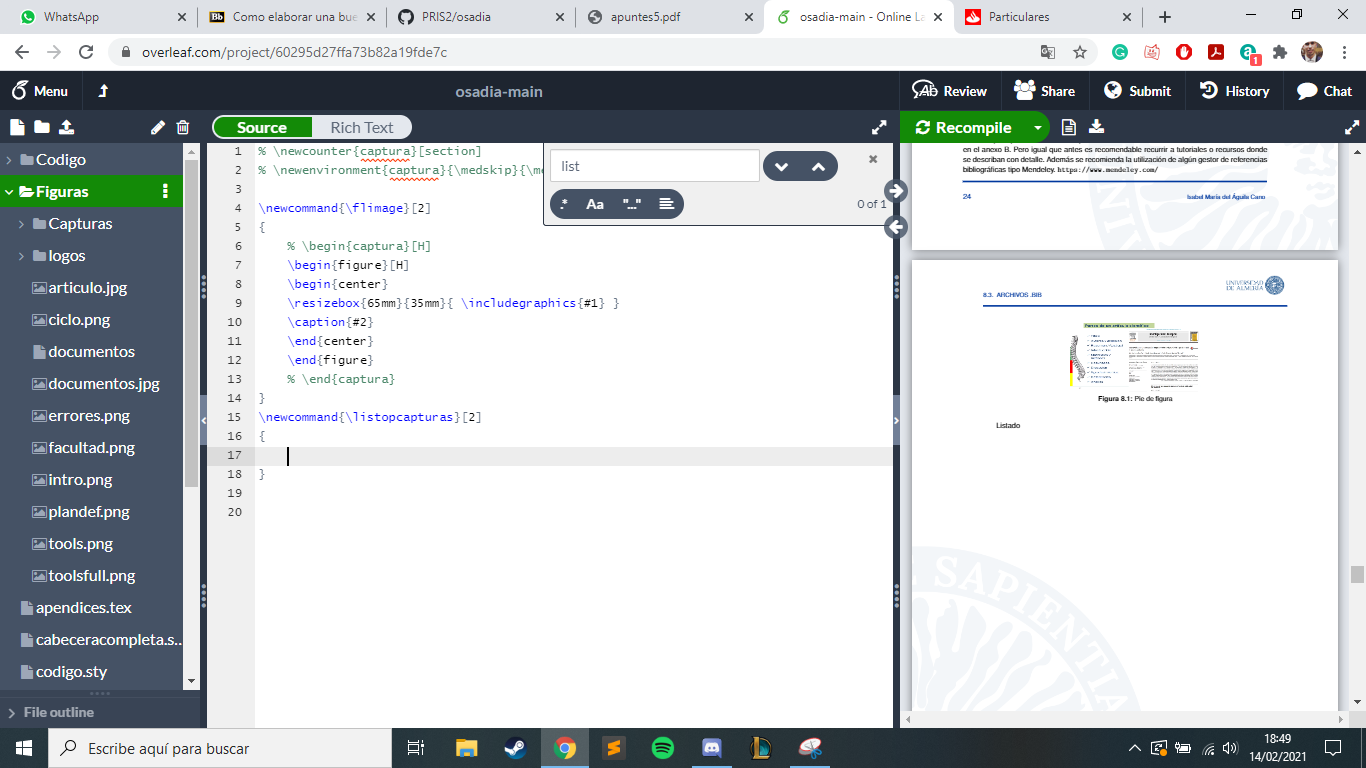 WhatsApp
Como elaborar una bue
PRIS2/osadia
apuntes5.pdf
osadia-main - Online La
Particulares
overleaf.com/project/60295d27ffa73b82a19fde7c
1
Menu
osadia-main
Review
Share
Submit
History
Chat
Source
Rich Text
Recompile
Codigo
Figuras
Capturas
logos
articulo.jpg
ciclo.png
documentos
documentos.jpg
errores.png
facultad.png
intro.png
plandef.png
tools.png
toolsfull.png
apendices.tex
cabeceracompleta.s..
codigo.sty
File outline
1 % \newcounter{captura}[section]
2 % \newenvironment{captura}{\medskip}{\me
3
4 \newcommand{\flimage}[2]
5 {
6 % \begin{captura}[H]
7 \begin{figure}[H]
8 \begin{center}
9 \resizebox{65mm}{35mm}{ \includegraphics{#1} }
10 \caption{#2}
11 \end{center}
12 \end{figure}
13 % \end{captura}
14 }
15 \newcommand{\listopcapturas}[2]
16 {
17
18 }
19
20
list
.* Aa "..."
0 of 1
en el anexo B. Pero igual que antes es recomendable recurrir a tutoriales o recursos donde
se describan con detalle. Además se recomienda la utilización de algún gestor de referencias
bibliográficas tipo Mendeley. https://www.mendeley.com/
24 Isabel María del Águila Cano
8.3. ARCHIVOS .BIB
UNIVERSIDAD
DE ALMERÍA
Figura 8.1: Pie de figura
Listado
SAPIENTIA
Escribe aquí para buscar
18:49
14/02/2021